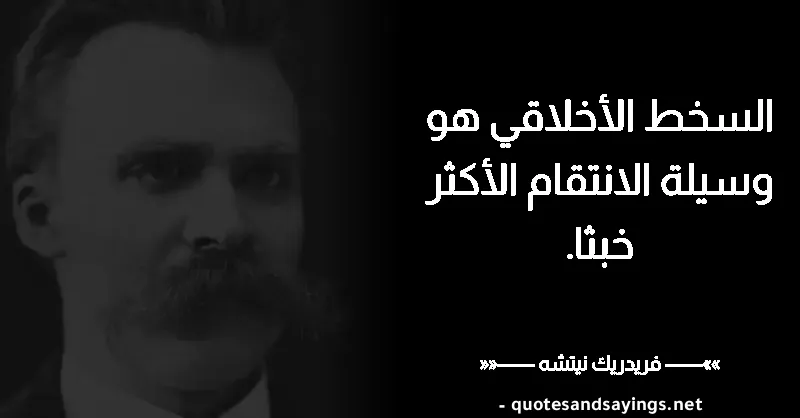 السخط الأخلاقي هو
وسيلة الانتقام الأكثر
خبثا.
»»—— فريدريك نيتشه ——««
- quotesandsayings.net